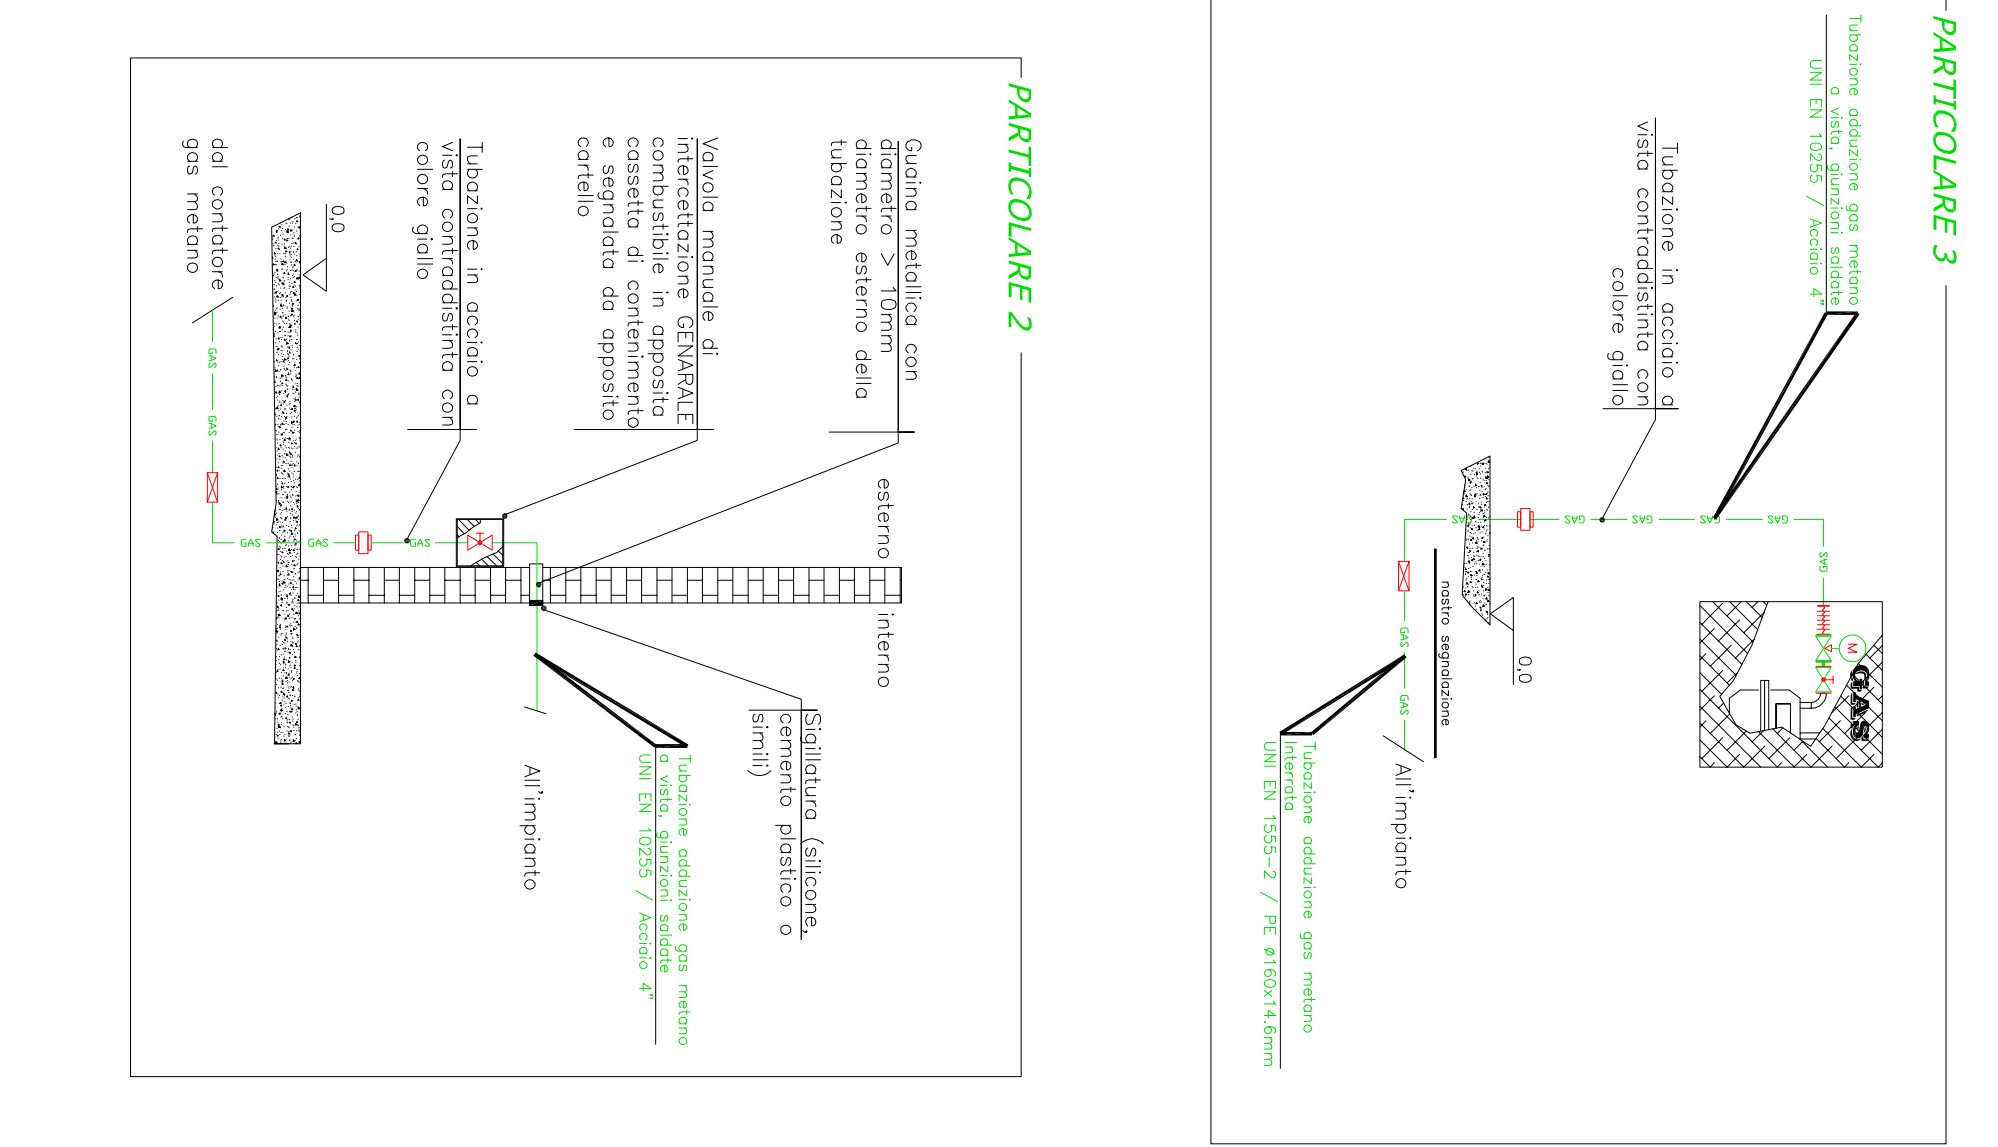 PARTICOLARE 3
Tubazione adduzione gas metano
a vista, giunzioni saldate
UNI EN 10255 / Acciaio 4"
Tubazione in acciaio a
vista contraddistinta con
colore giallo
GAS
GAS
GAS
GAS
GAS
GAS
M
GAS
0,0
nastro segnalazione
GAS
GAS
All'impianto
Tubazione adduzione gas metano
Interrata
UNI EN 1555-2 / PE ø160x14.6mm
PARTICOLARE 2
Guaina metallica con
diametro > 10mm
diametro esterno della
tubazione
Valvola manuale di
intercettazione GENARALE
combustibile in apposita
cassetta di contenimento
e segnalata da apposito
cartello
Tubazione in acciaio a
vista contraddistinta con
colore giallo
0,0
dal contatore
gas metano
GAS
GAS
GAS
GAS
GAS
esterno
interno
Sigillatura (silicone,
cemento plastico o
simili)
Tubazione adduzione gas metano
a vista, giunzioni saldate
UNI EN 10255 / Acciaio 4"
All'impianto